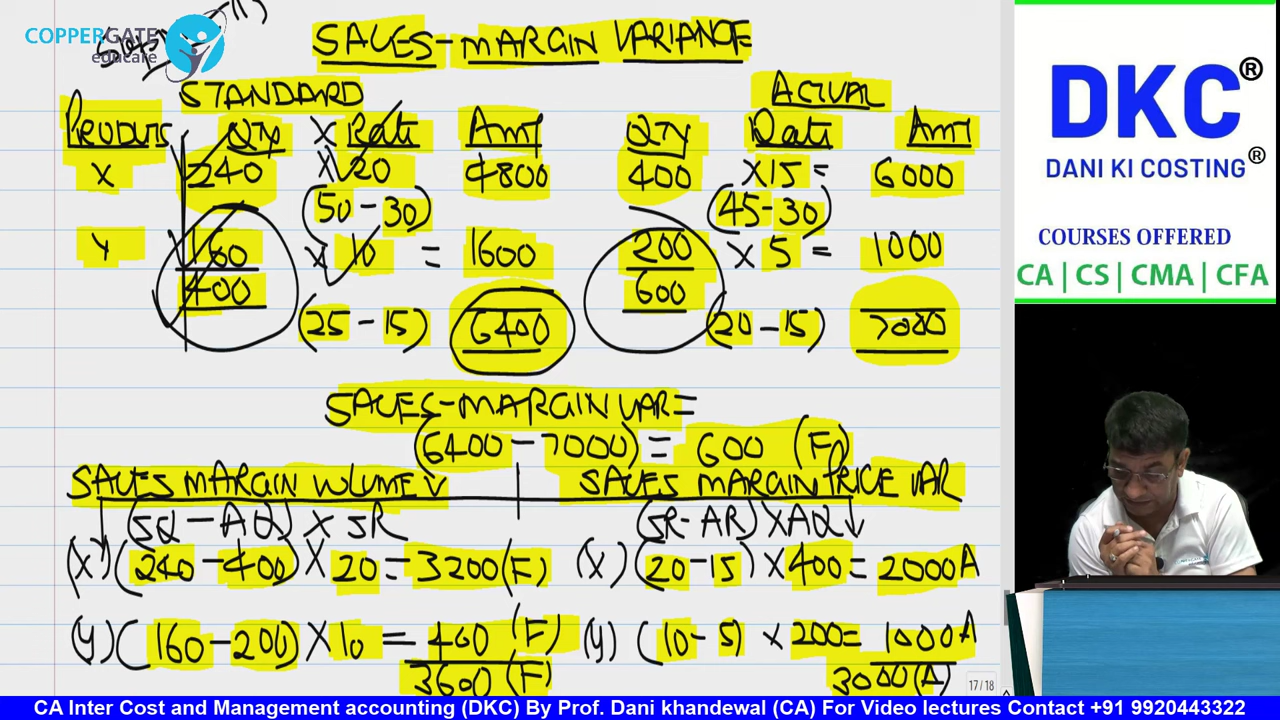 COPPERGATE
educate
SALES-MARGIN VARIANCE
STANDARD ACTUAL
PRODUTS QTY X Rate AMT QTY Rate AMT
X 240 X 20 4800 400 X15 = 6000
(50-30) (45-30)
Y 160 X 10 = 1600 200 X 5 = 1000
400 600
(25-15) 6400 (20-15) 7000
SALES-MARGIN VAR=
(6400-7000) = 600 (F)
SALES MARGIN VOLUME V SALES MARGIN PRICE VAR
(SQ-AQ) X SR (SR-AR) X AQ
(X) (240-400) X 20 = 3200 (F) (X) (20-15) X 400 = 2000 A
(Y) (160-200) X 10 = 400 (F) (Y) (10-5) X 200 = 1000 A
3600 (F) 3000 (A)
17/18
DKC®
DANI KI COSTING®
COURSES OFFERED
CA | CS | CMA | CFA
CA Inter Cost and Management accounting (DKC) By Prof. Dani khandewal (CA) For Video lectures Contact +91 9920443322